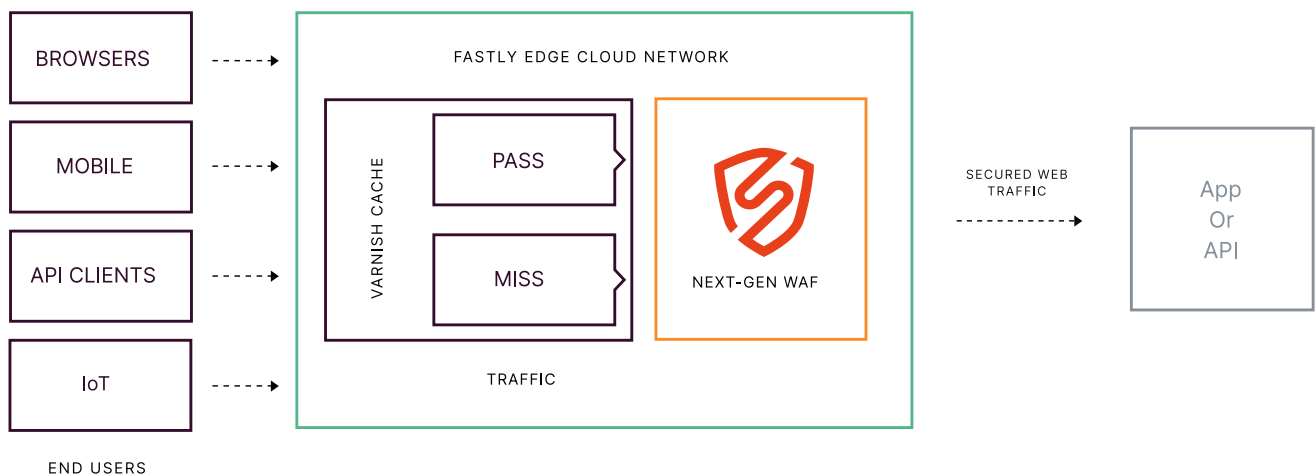 BROWSERS
MOBILE
API CLIENTS
IoT
END USERS
FASTLY EDGE CLOUD NETWORK
VARNISH CACHE
PASS
MISS
NEXT-GEN WAF
TRAFFIC
SECURED WEB
TRAFFIC
App
Or
API